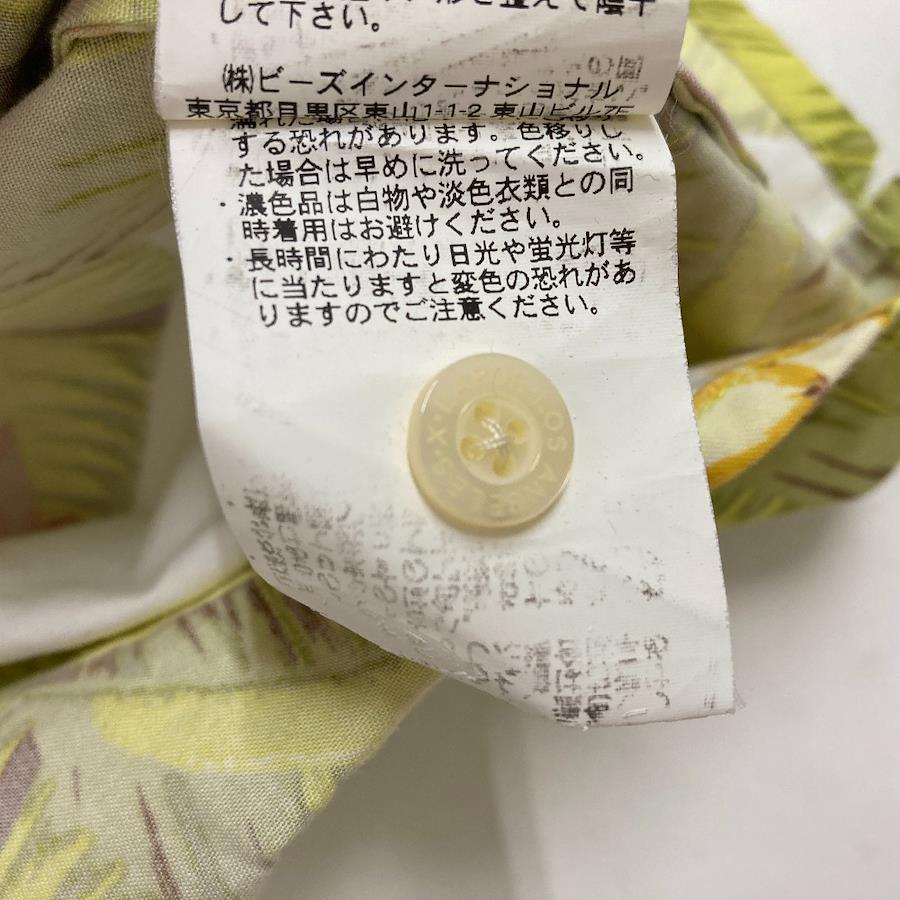 して下さい。
㈱ビーズインターナショナル
東京都目黒区東山1-1-2 東山ビル
する恐れがあります。色移りし
た場合は早めに洗ってください。
・濃色品は白物や淡色衣類との同
時着用はお避けください。
・長時間にわたり日光や蛍光灯等
に当たりますと変色の恐れがあ
りますのでご注意ください。
LOS ANGELES